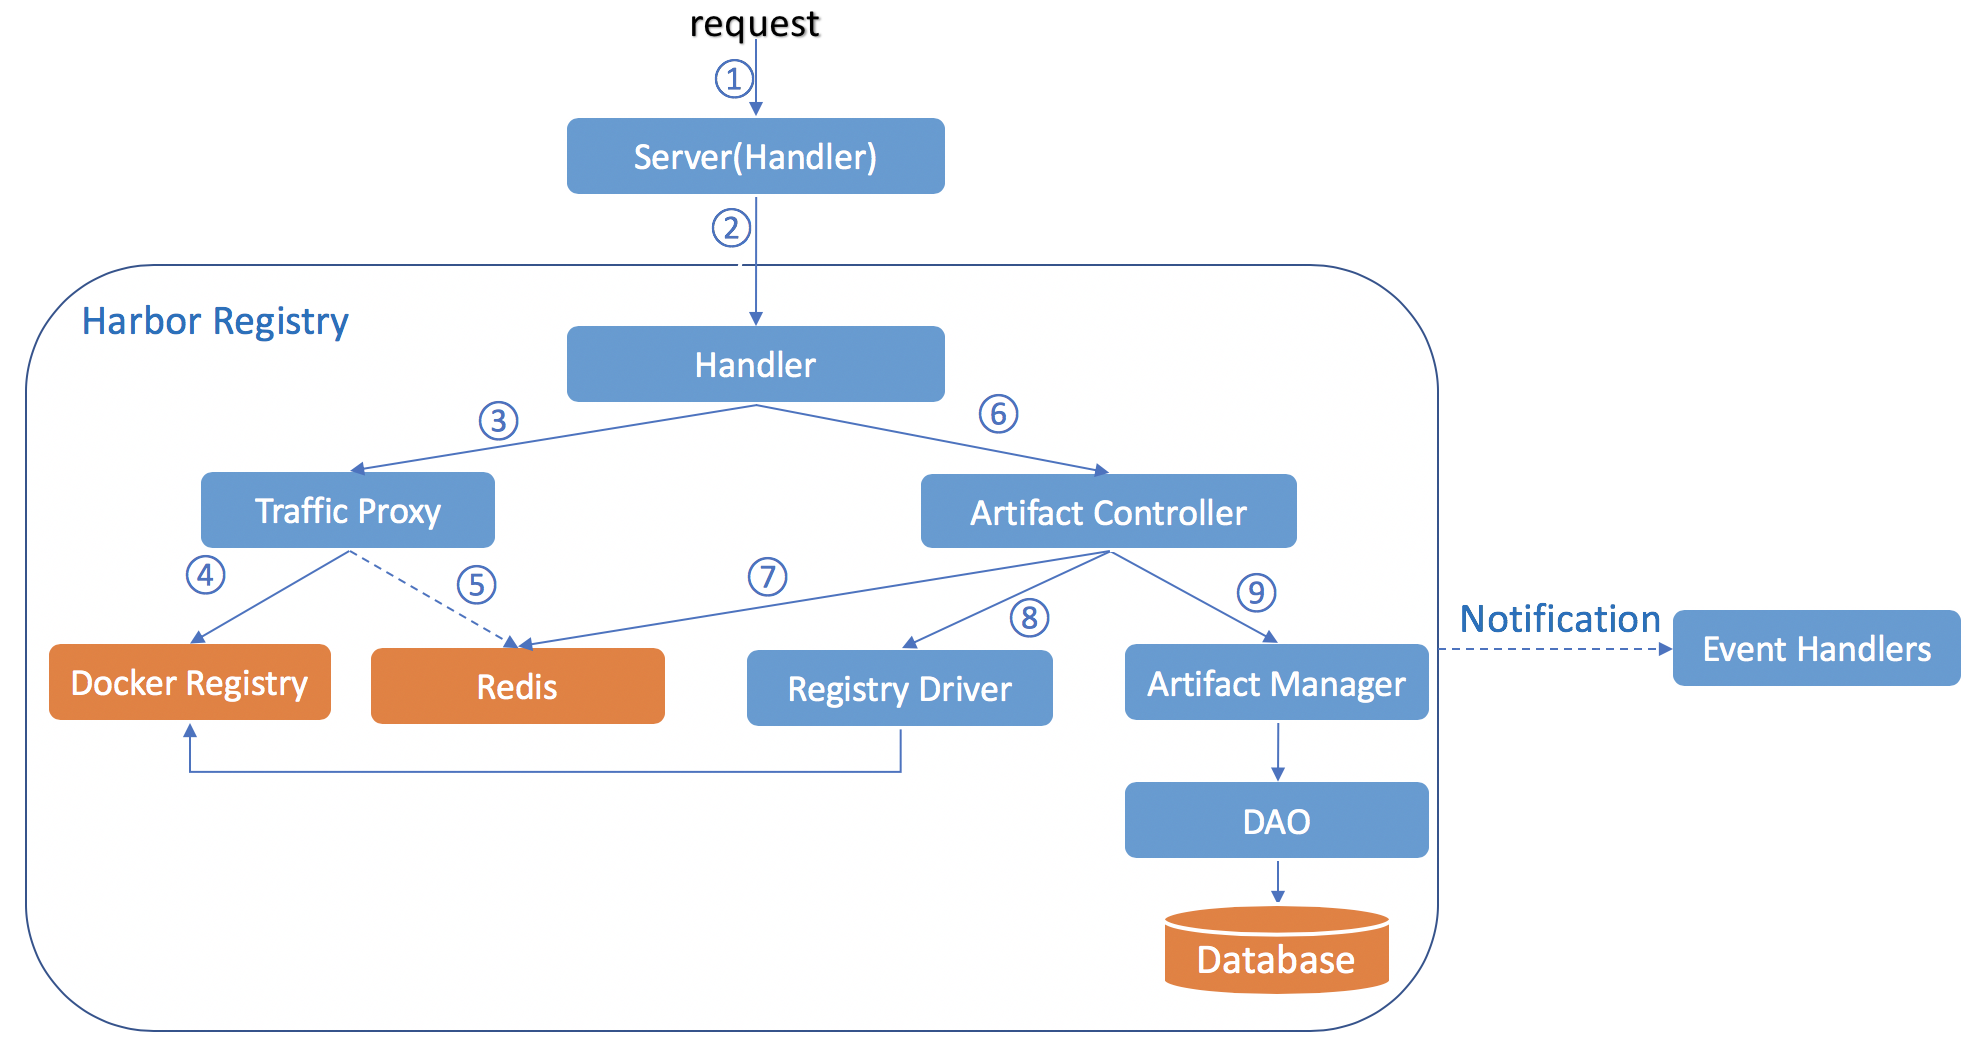 request
①
Server(Handler)
②
Harbor Registry
Handler
③
⑥
Traffic Proxy
Artifact Controller
④
⑤
⑦
⑧
⑨
Notification
Docker Registry
Redis
Registry Driver
Artifact Manager
Event Handlers
DAO
Database